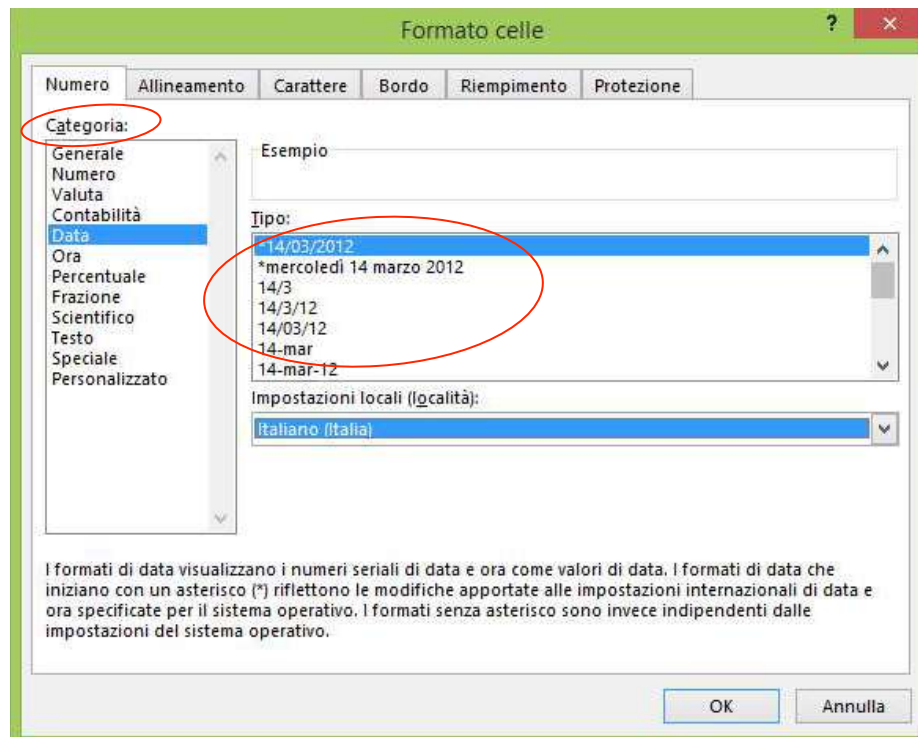 Formato celle
?
×
Numero
Allineamento
Carattere
Bordo
Riempimento
Protezione
Categoria:
Generale
Numero
Valuta
Contabilità
Data
Ora
Percentuale
Frazione
Scientifico
Testo
Speciale
Personalizzato
Esempio
Tipo:
*14/03/2012
*mercoledì 14 marzo 2012
14/3
14/3/12
14/03/12
14-mar
14-mar-12
Impostazioni locali (località):
Italiano (Italia)
I formati di data visualizzano i numeri seriali di data e ora come valori di data. I formati di data che
iniziano con un asterisco (*) riflettono le modifiche apportate alle impostazioni internazionali di data e
ora specificate per il sistema operativo. I formati senza asterisco sono invece indipendenti dalle
impostazioni del sistema operativo.
OK
Annulla